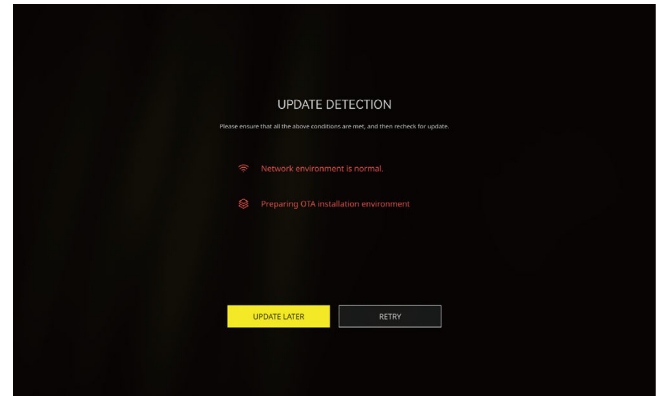 UPDATE DETECTION
Please ensure that all the above conditions are met, and then recheck for update.
Network environment is normal.
Preparing OTA installation environment
UPDATE LATER
RETRY